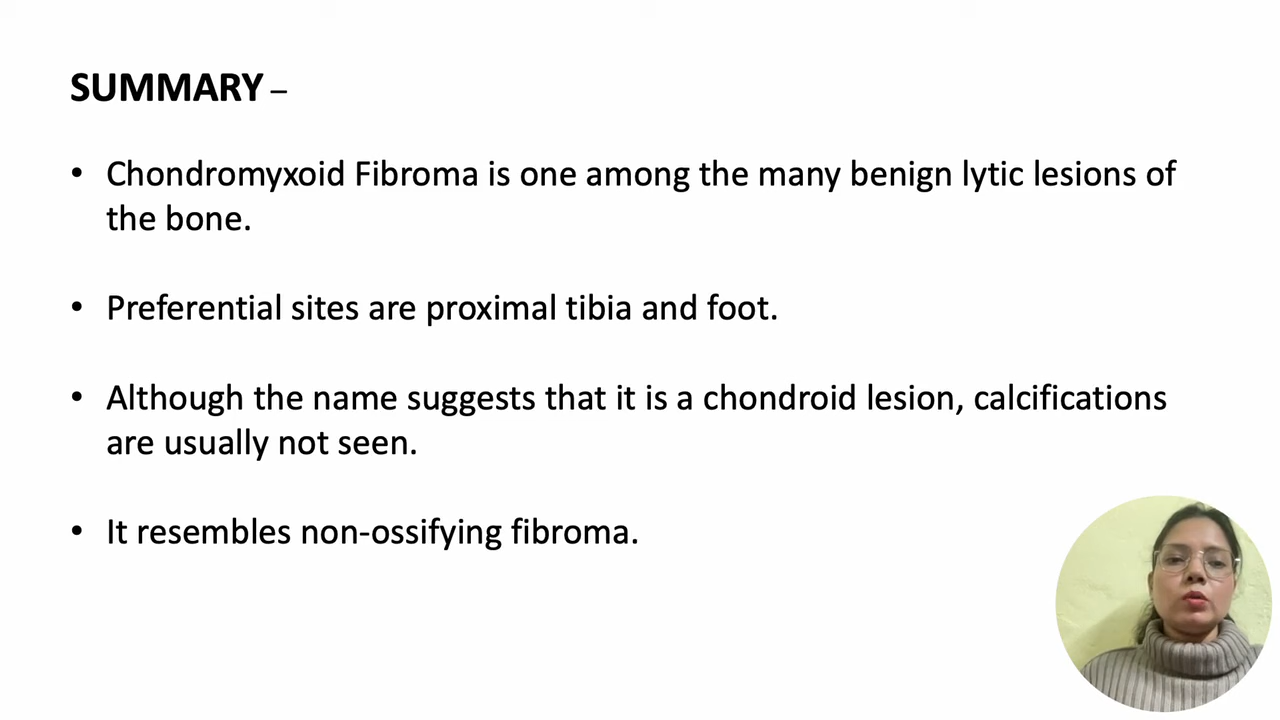 SUMMARY –
• Chondromyxoid Fibroma is one among the many benign lytic lesions of
the bone.
• Preferential sites are proximal tibia and foot.
• Although the name suggests that it is a chondroid lesion, calcifications
are usually not seen.
• It resembles non-ossifying fibroma.